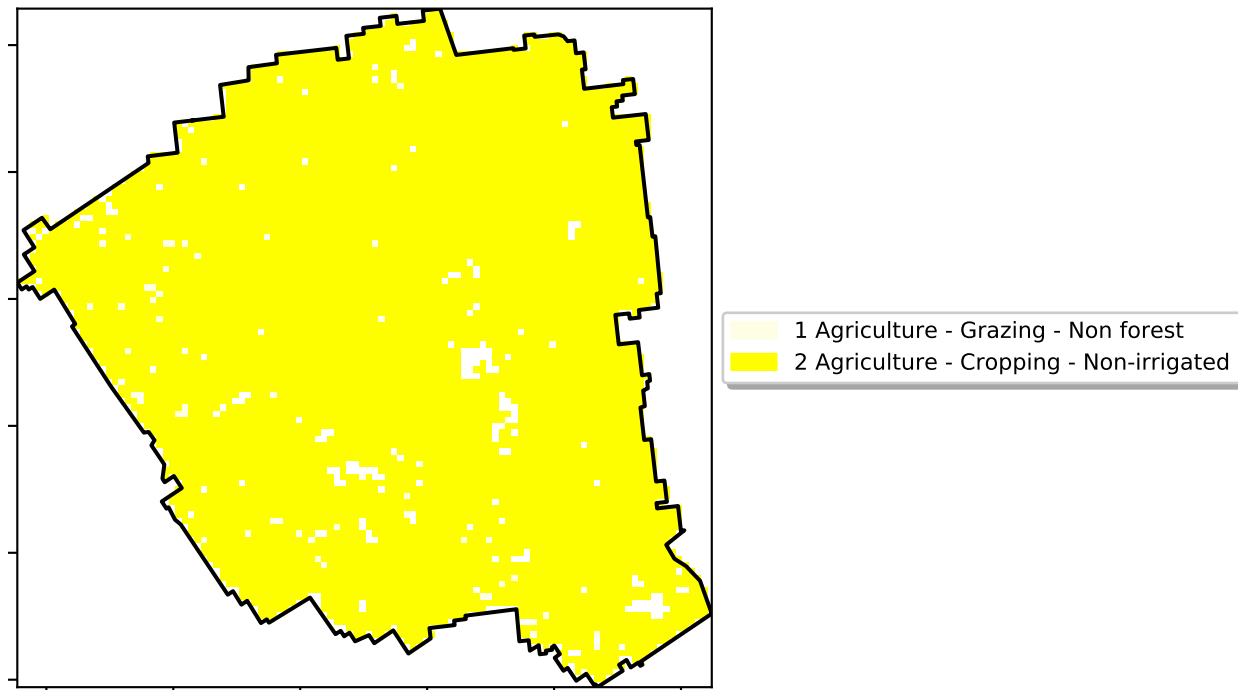 1 Agriculture - Grazing - Non forest
2 Agriculture - Cropping - Non-irrigated